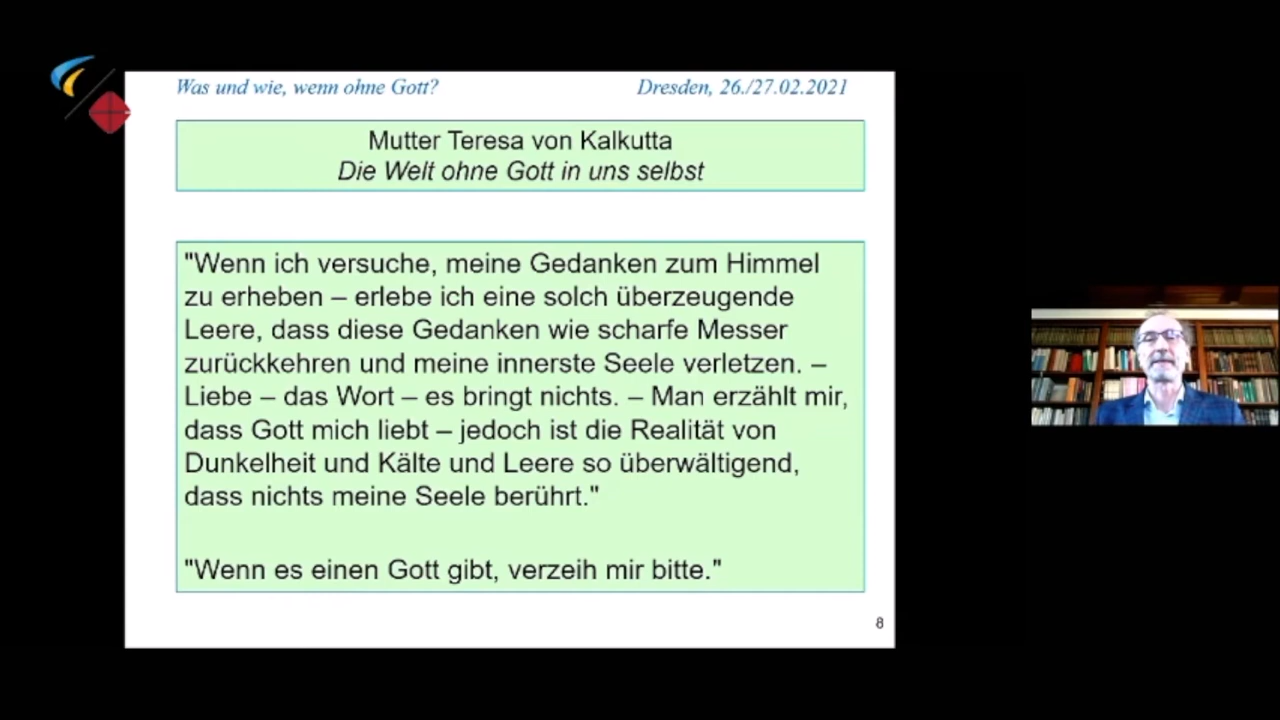 Was und wie, wenn ohne Gott? Dresden, 26./27.02.2021
Mutter Teresa von Kalkutta
Die Welt ohne Gott in uns selbst
"Wenn ich versuche, meine Gedanken zum Himmel
zu erheben – erlebe ich eine solch überzeugende
Leere, dass diese Gedanken wie scharfe Messer
zurückkehren und meine innerste Seele verletzen. –
Liebe – das Wort – es bringt nichts. – Man erzählt mir,
dass Gott mich liebt – jedoch ist die Realität von
Dunkelheit und Kälte und Leere so überwältigend,
dass nichts meine Seele berührt."
"Wenn es einen Gott gibt, verzeih mir bitte."
8